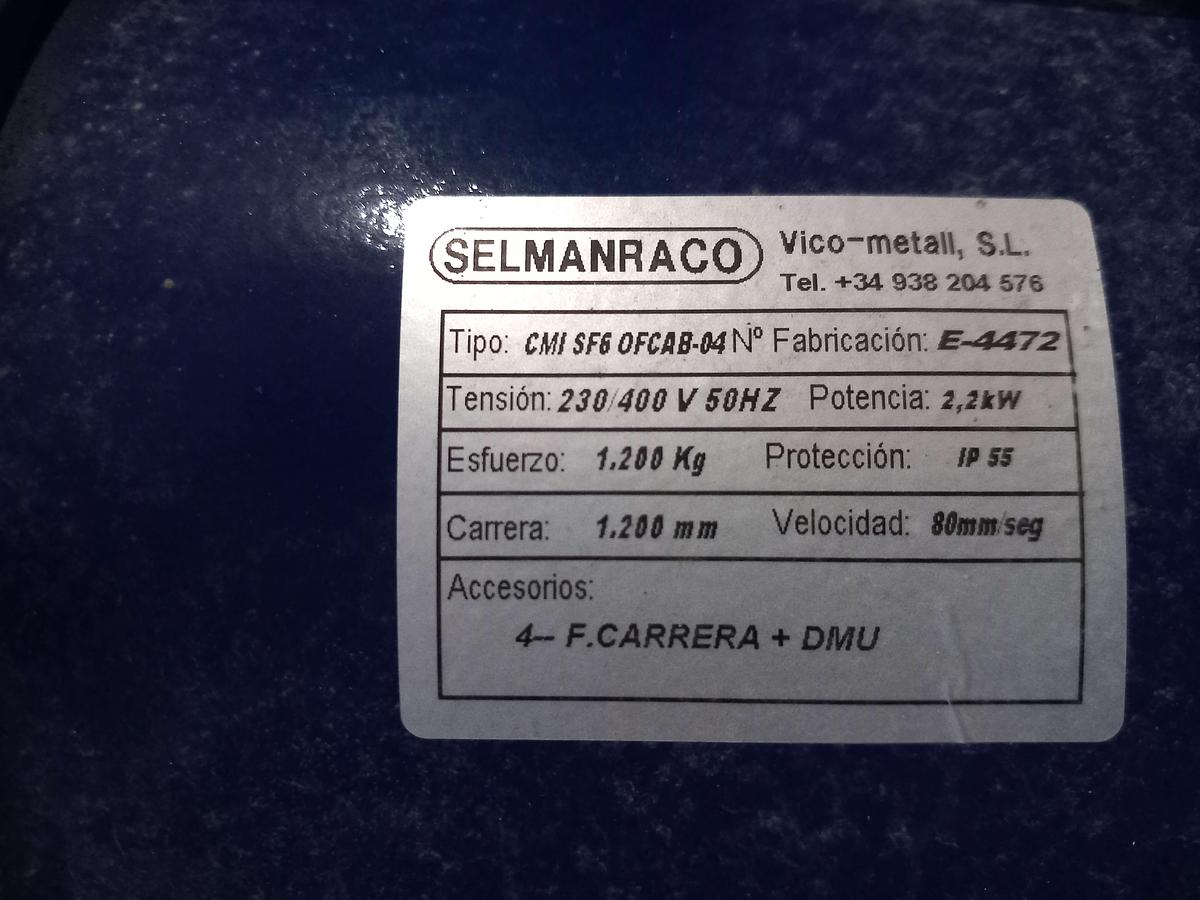 SELMANRACO Vico-metall, S.L.
Tel. +34 938 204 576
Tipo: CMI SF6 OFCAB-04 Nº Fabricación: E-4472
Tensión: 230/400 V 50HZ Potencia: 2,2kW
Esfuerzo: 1.200 Kg Protección: IP 55
Carrera: 1.200 mm Velocidad: 80mm/seg
Accesorios:
4-- F.CARRERA + DMU